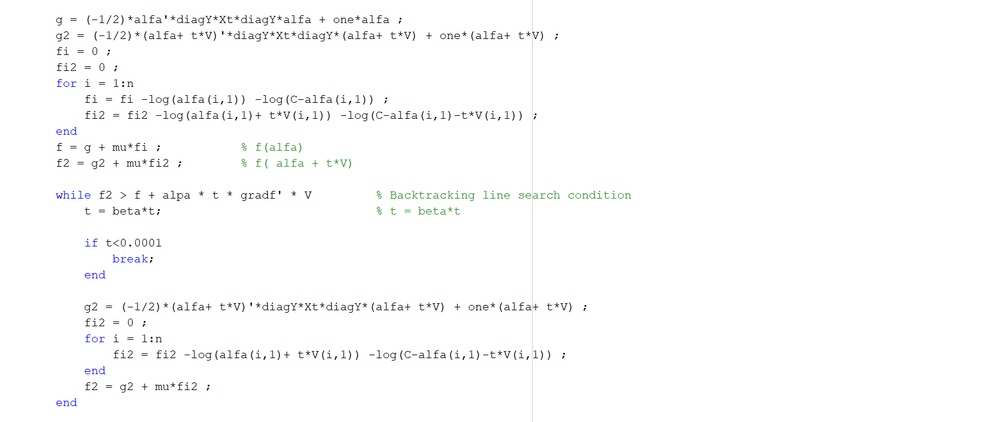 g = (-1/2)*alfa'*diagY*Xt*diagY*alfa + one*alfa ;
g2 = (-1/2)*(alfa+ t*V)'*diagY*Xt*diagY*(alfa+ t*V) + one*(alfa+ t*V) ;
fi = 0 ;
fi2 = 0 ;
for i = 1:n
    fi = fi -log(alfa(i,1)) -log(C-alfa(i,1)) ;
    fi2 = fi2 -log(alfa(i,1)+ t*V(i,1)) -log(C-alfa(i,1)-t*V(i,1)) ;
end
f = g + mu*fi ;           % f(alfa)
f2 = g2 + mu*fi2 ;        % f( alfa + t*V)
while f2 > f + alpa * t * gradf' * V         % Backtracking line search condition
    t = beta*t;                              % t = beta*t
    if t<0.0001
        break;
    end
    g2 = (-1/2)*(alfa+ t*V)'*diagY*Xt*diagY*(alfa+ t*V) + one*(alfa+ t*V) ;
    fi2 = 0 ;
    for i = 1:n
        fi2 = fi2 -log(alfa(i,1)+ t*V(i,1)) -log(C-alfa(i,1)-t*V(i,1)) ;
    end
    f2 = g2 + mu*fi2 ;
end